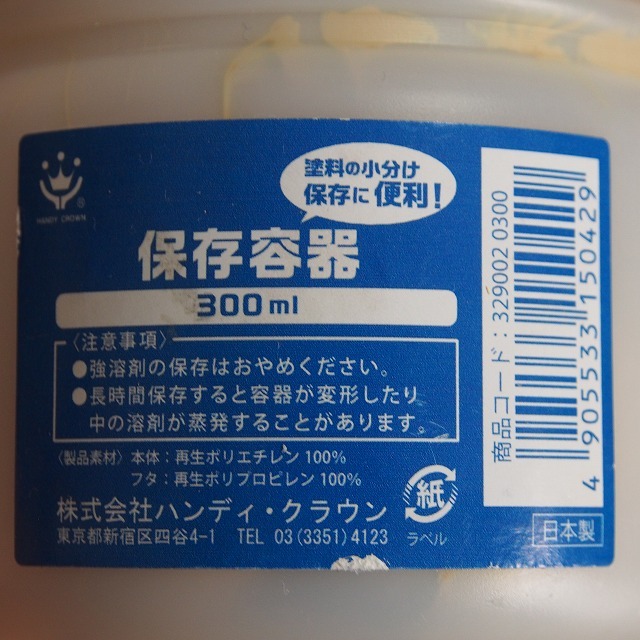 塗料の小分け
保存に 便利!
HANDY CROWN
®
保存容器
300ml
〈注意事項〉
●強溶剤の保存はおやめください。
●長時間保存すると容器が変形したり
中の溶剤が蒸発することがあります。
〈製品素材〉 本体：再生ポリエチレン 100%
フタ：再生ポリプロピレン 100%
株式会社ハンディ・クラウン
東京都新宿区四谷4-1 TEL 03(3351)4123
紙
ラベル
商品コード：329002 0300
4 905533 150429
日本製